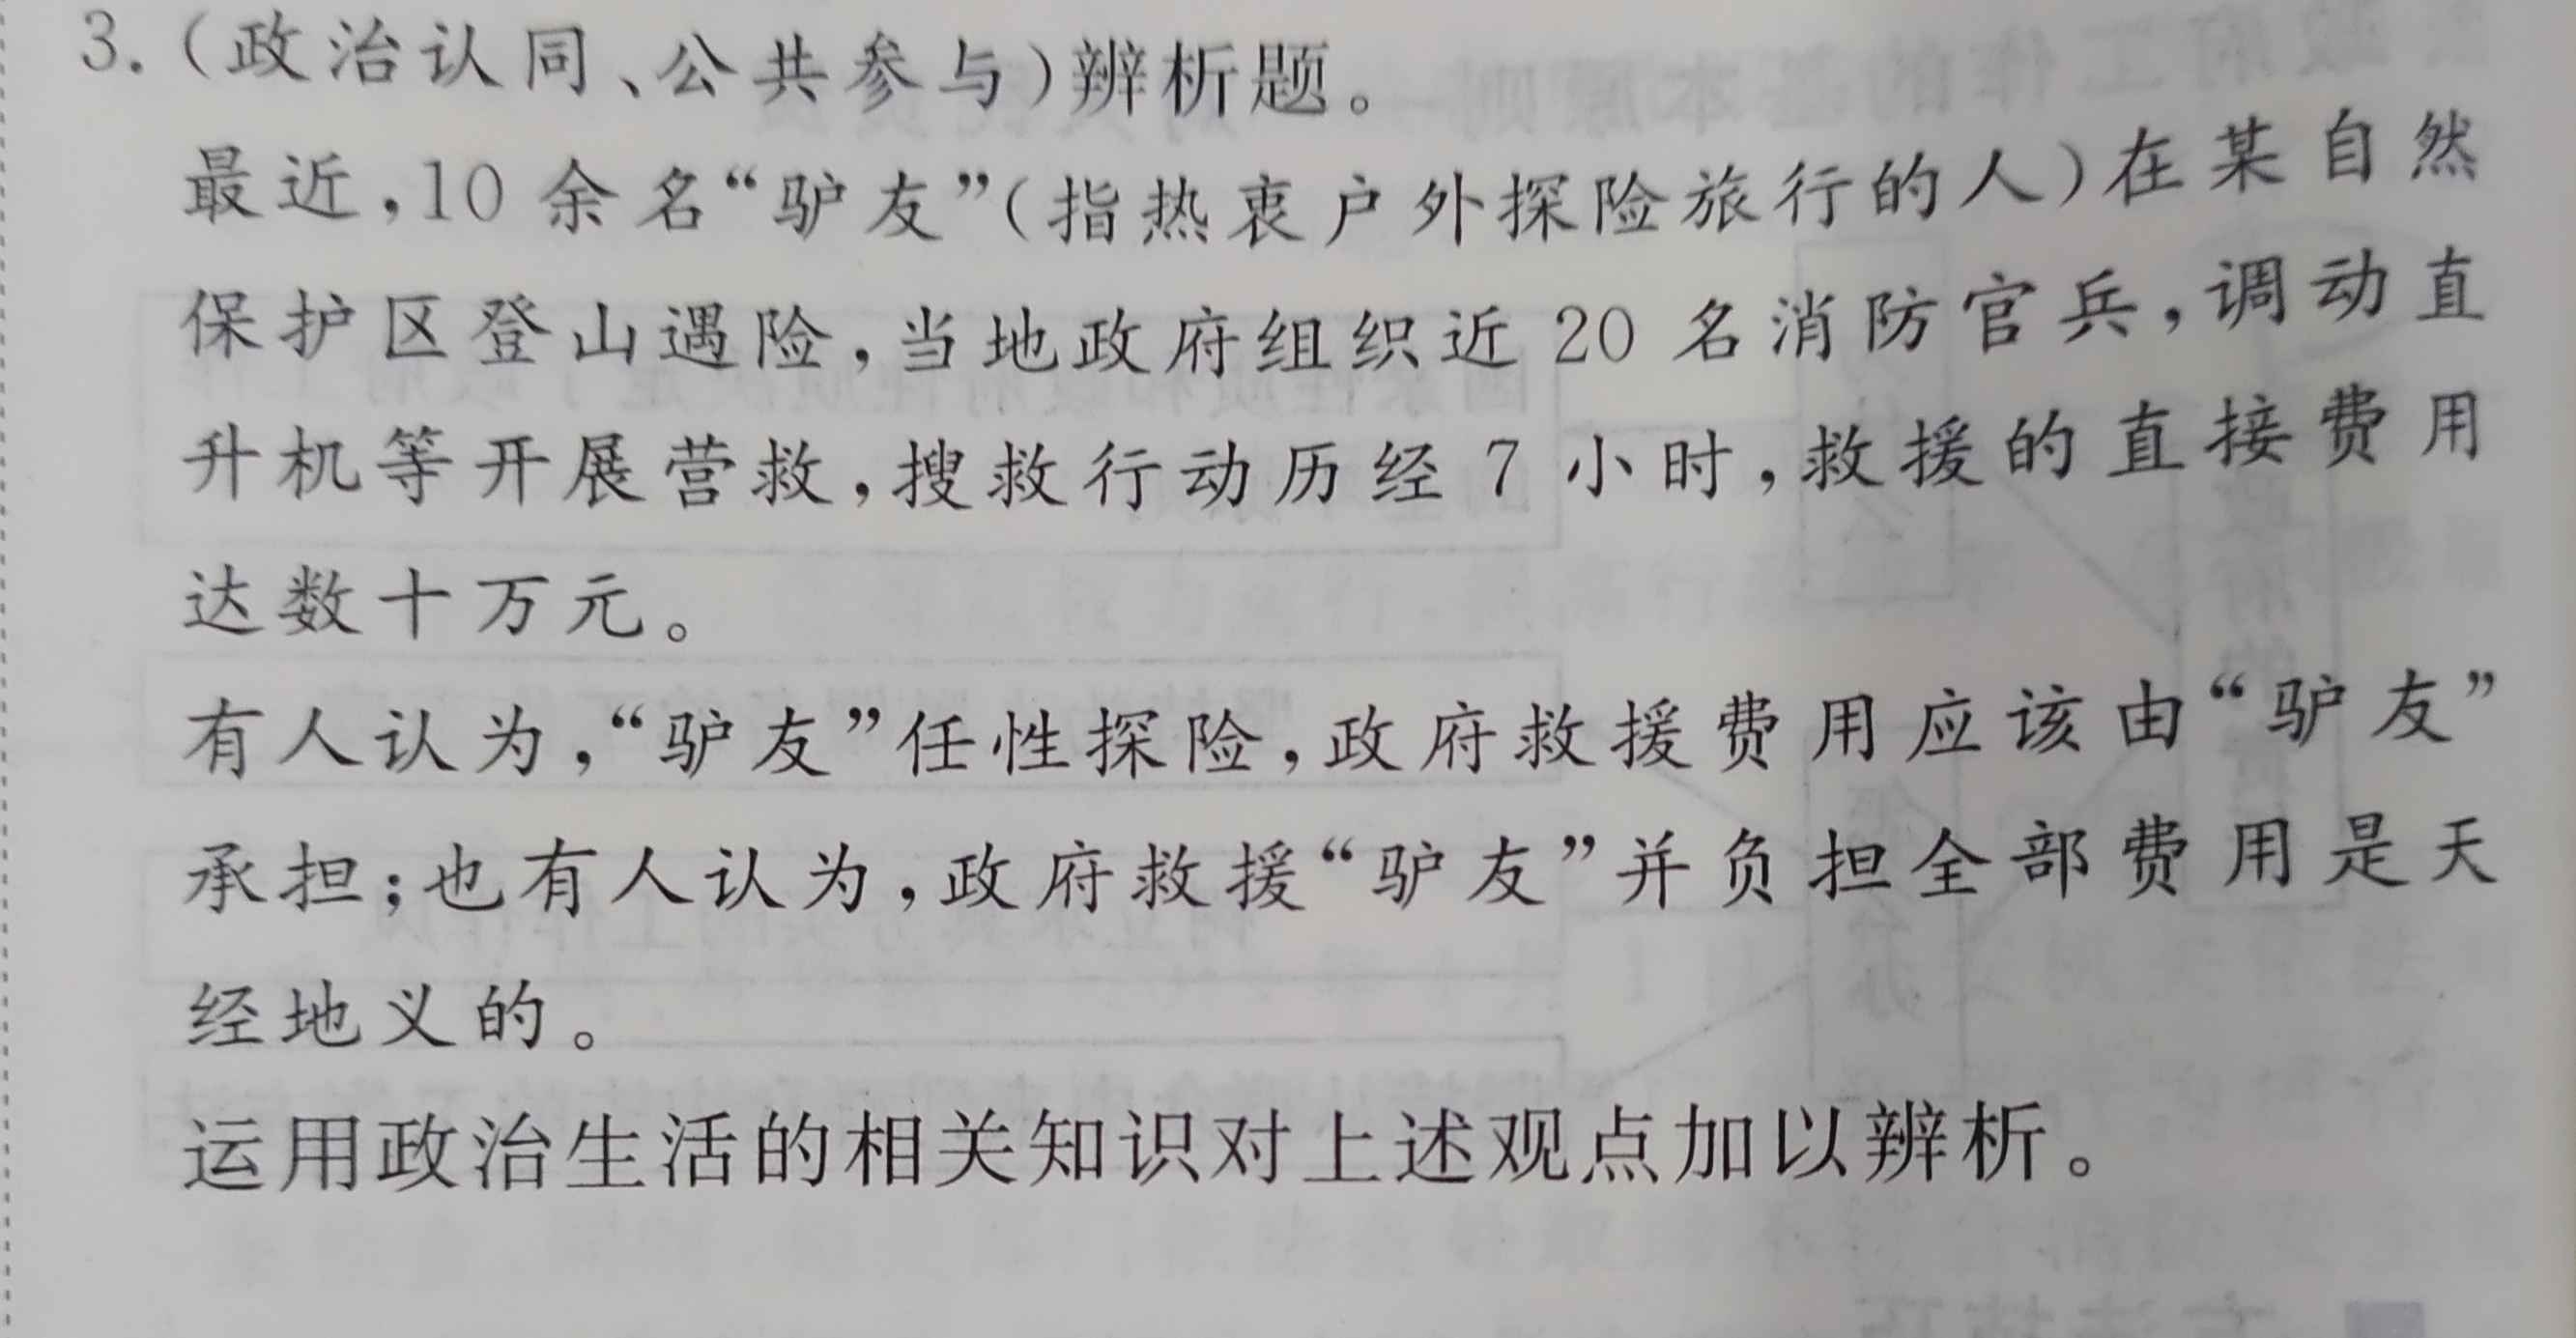 3.(政治认同、公共参与)辨析题。
最近,10余名“驴友”(指热衷户外探险旅行的人)在某自然
保护区登山遇险,当地政府组织近20名消防官兵,调动直
升机等开展营救,搜救行动历经7小时,救援的直接费用
达数十万元。
有人认为,“驴友”任性探险,政府救援费用应该由“驴友”
承担;也有人认为,政府救援“驴友”并负担全部费用是天
经地义的。
运用政治生活的相关知识对上述观点加以辨析。